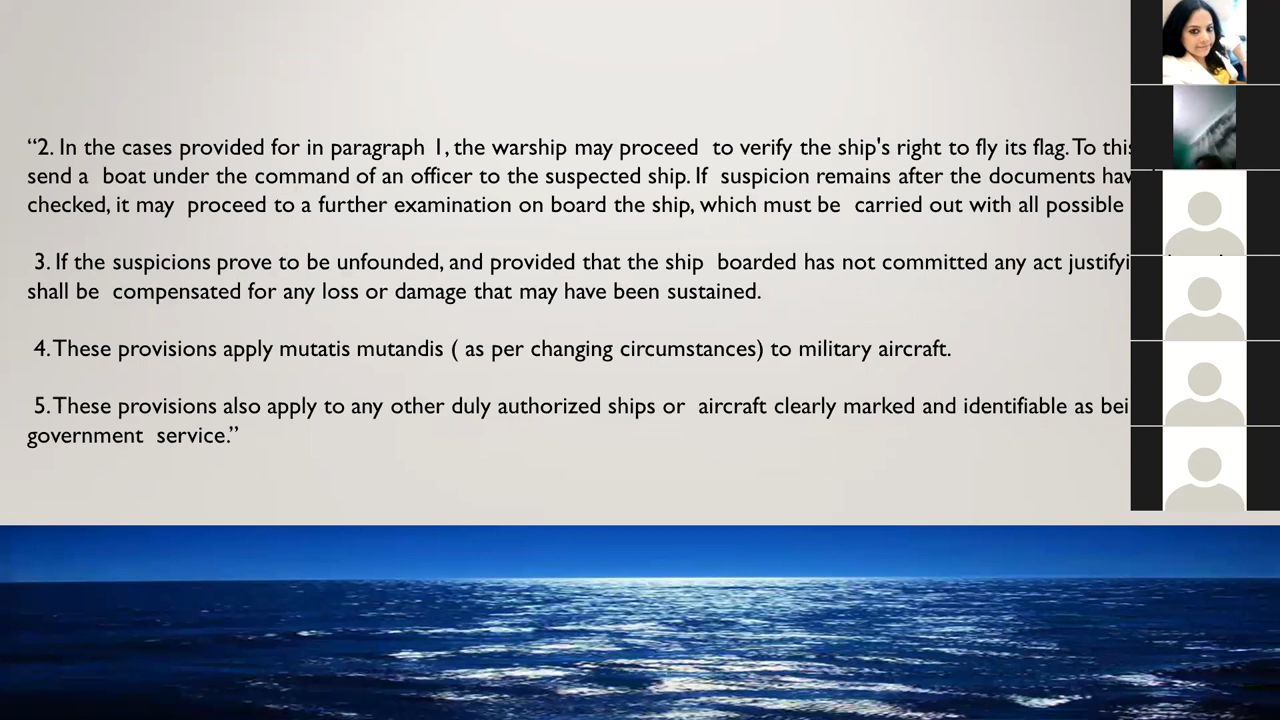 “2. In the cases provided for in paragraph 1, the warship may proceed to verify the ship's right to fly its flag. To this
send a boat under the command of an officer to the suspected ship. If suspicion remains after the documents
checked, it may proceed to a further examination on board the ship, which must be carried out with all possible
3. If the suspicions prove to be unfounded, and provided that the ship boarded has not committed any act
shall be compensated for any loss or damage that may have been sustained.
4. These provisions apply mutatis mutandis ( as per changing circumstances) to military aircraft.
5. These provisions also apply to any other duly authorized ships or aircraft clearly marked and identifiable as
government service.”